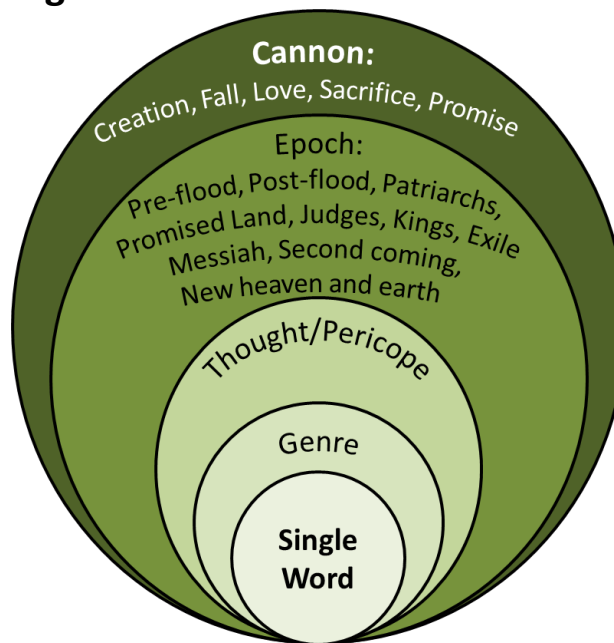 Cannon:
Creation, Fall, Love, Sacrifice, Promise
Epoch:
Pre-flood, Post-flood, Patriarchs,
Promised Land, Judges, Kings, Exile
Messiah, Second coming,
New heaven and earth
Thought/Pericope
Genre
Single
Word